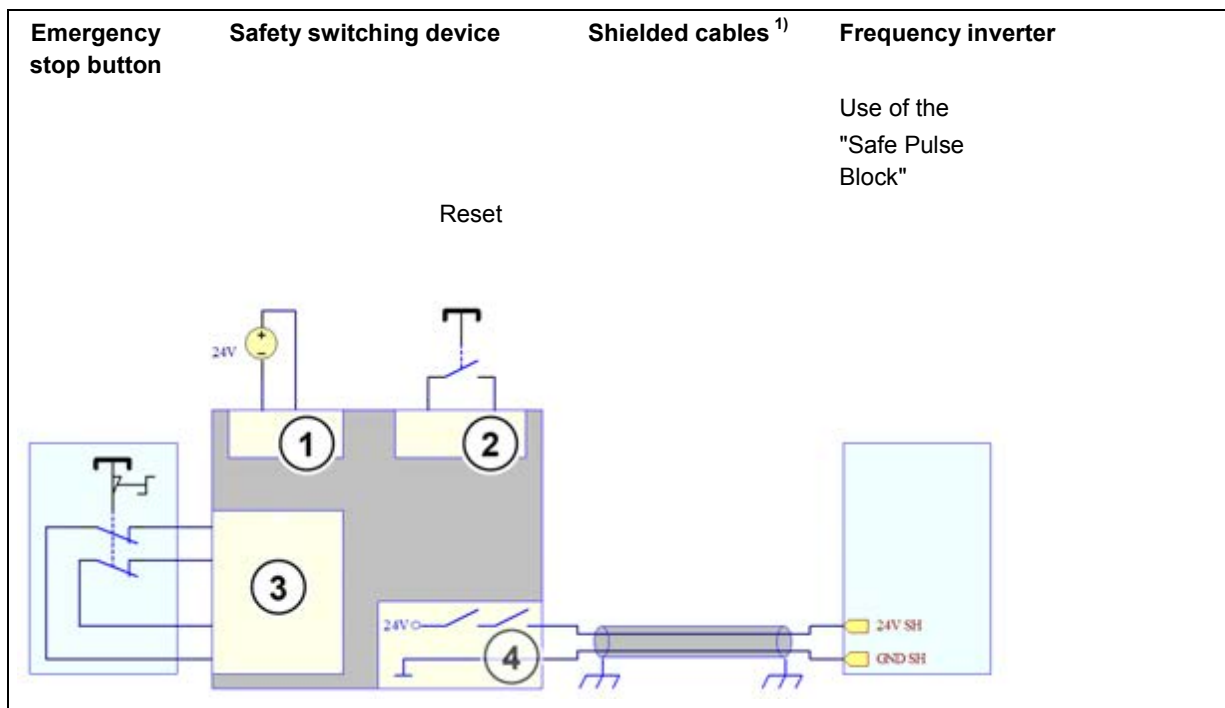 Emergency
stop button
Safety switching device
Shielded cables 1)
Frequency inverter
Use of the
"Safe Pulse
Block"
Reset
24V
+
−
1
2
3
24V
4
24V SH
GND SH